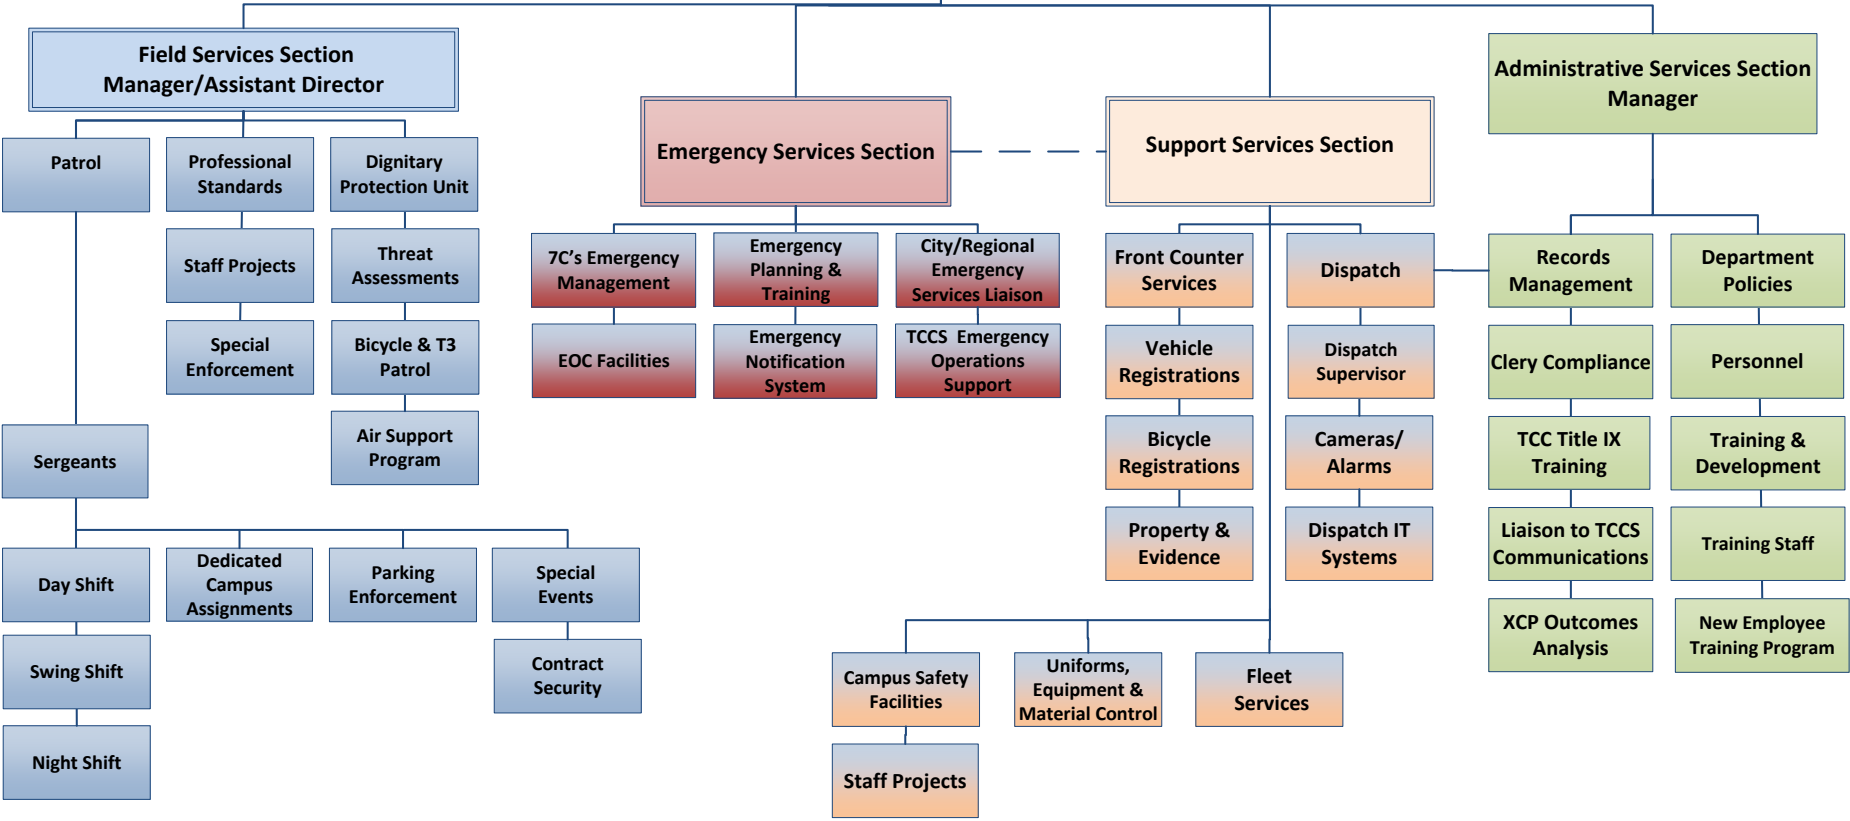 Field Services Section
Manager/Assistant Director
Emergency Services Section
Support Services Section
Administrative Services Section
Manager
Patrol
Professional
Standards
Dignitary
Protection Unit
Staff Projects
Threat
Assessments
Special
Enforcement
Bicycle & T3
Patrol
Air Support
Program
Sergeants
Day Shift
Dedicated
Campus
Assignments
Parking
Enforcement
Special
Events
Swing Shift
Contract
Security
Night Shift
7C's Emergency
Management
Emergency
Planning &
Training
City/Regional
Emergency
Services Liaison
EOC Facilities
Emergency
Notification
System
TCCS Emergency
Operations
Support
Front Counter
Services
Dispatch
Vehicle
Registrations
Dispatch
Supervisor
Bicycle
Registrations
Cameras/
Alarms
Property &
Evidence
Dispatch IT
Systems
Campus Safety
Facilities
Uniforms,
Equipment &
Material Control
Fleet
Services
Staff Projects
Records
Management
Department
Policies
Clery Compliance
Personnel
TCC Title IX
Training
Training &
Development
Liaison to TCCS
Communications
Training Staff
XCP Outcomes
Analysis
New Employee
Training Program